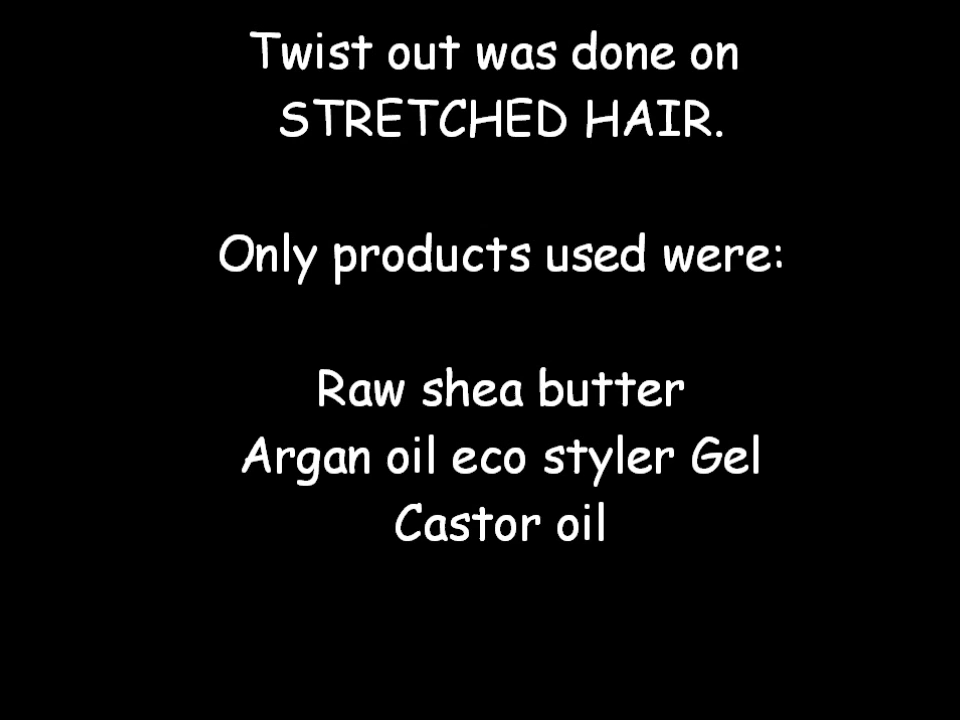 Twist out was done on
STRETCHED HAIR.
Only products used were:
Raw shea butter
Argan oil eco styler Gel
Castor oil